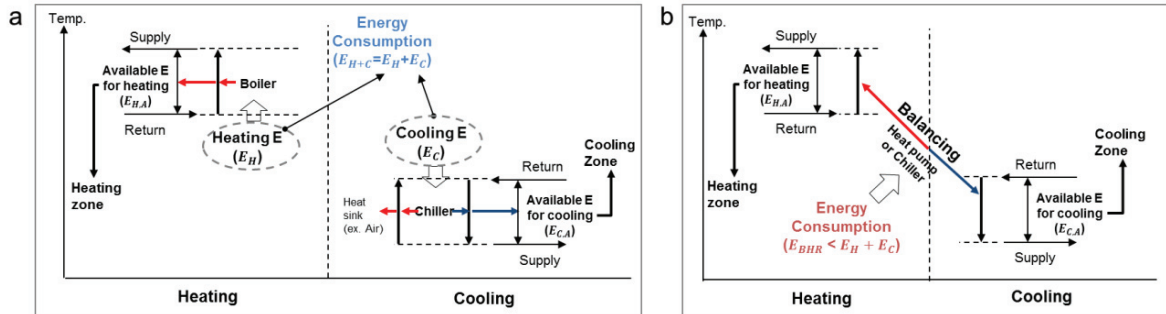 a
Temp.
Supply
Available E
for heating
(E_{H.A})
Return
Boiler
Heating E
(E_H)
Heating
zone
Energy
Consumption
(E_{H+C}=E_H+E_C)
Cooling E
(E_C)
Heat
sink
(ex. Air)
Chiller
Return
Cooling
Zone
Available E
for cooling
(E_{C.A})
Supply
Heating
Cooling
b
Temp.
Supply
Available E
for heating
(E_{H.A})
Return
Heating
zone
Balancing
Heat pump
or Chiller
Energy
Consumption
(E_{BHR} < E_H + E_C)
Return
Cooling
Zone
Available E
for cooling
(E_{C.A})
Supply
Heating
Cooling